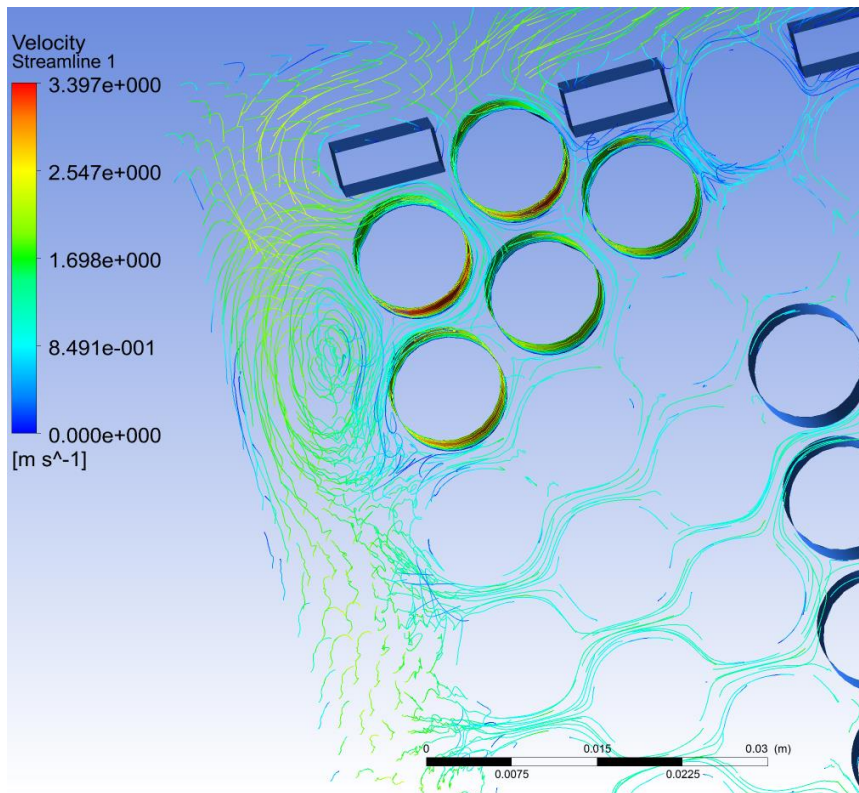 Velocity
Streamline 1
3.397e+000
2.547e+000
1.698e+000
8.491e-001
0.000e+000
[m s^-1]
0 0.015 0.03 (m)
0.0075 0.0225